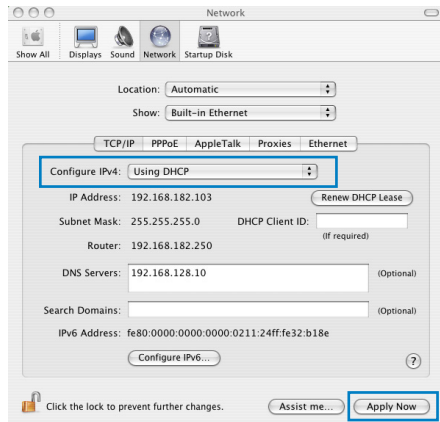 Network
Show All Displays Sound Network Startup Disk
Location: Automatic
Show: Built-in Ethernet
TCP/IP PPPoE AppleTalk Proxies Ethernet
Configure IPv4: Using DHCP
IP Address: 192.168.182.103 Renew DHCP Lease
Subnet Mask: 255.255.255.0 DHCP Client ID:
(If required)
Router: 192.168.182.250
DNS Servers: 192.168.128.10 (Optional)
Search Domains: (Optional)
IPv6 Address: fe80:0000:0000:0000:0211:24ff:fe32:b18e
Configure IPv6... ?
Click the lock to prevent further changes. Assist me... Apply Now